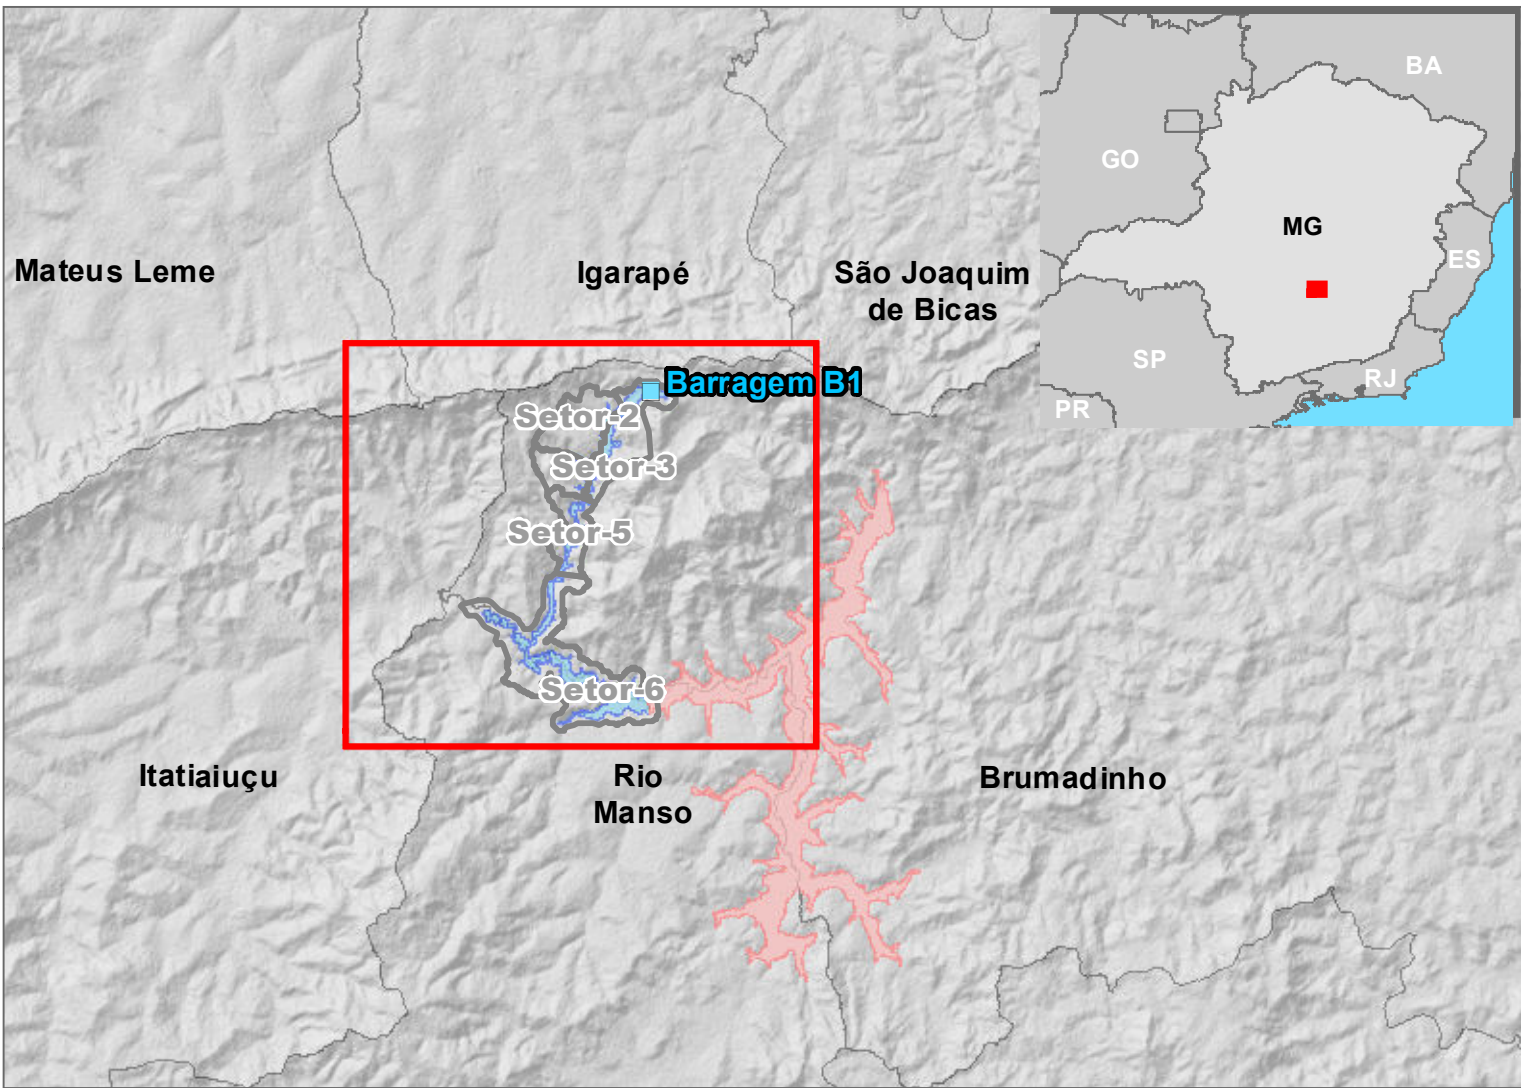 BA
GO
MG
ES
SP
RJ
PR
Mateus Leme
Igarapé
São Joaquim
de Bicas
Barragem B1
Setor-2
Setor-3
Setor-5
Setor-6
Itatiaiuçu
Rio
Manso
Brumadinho